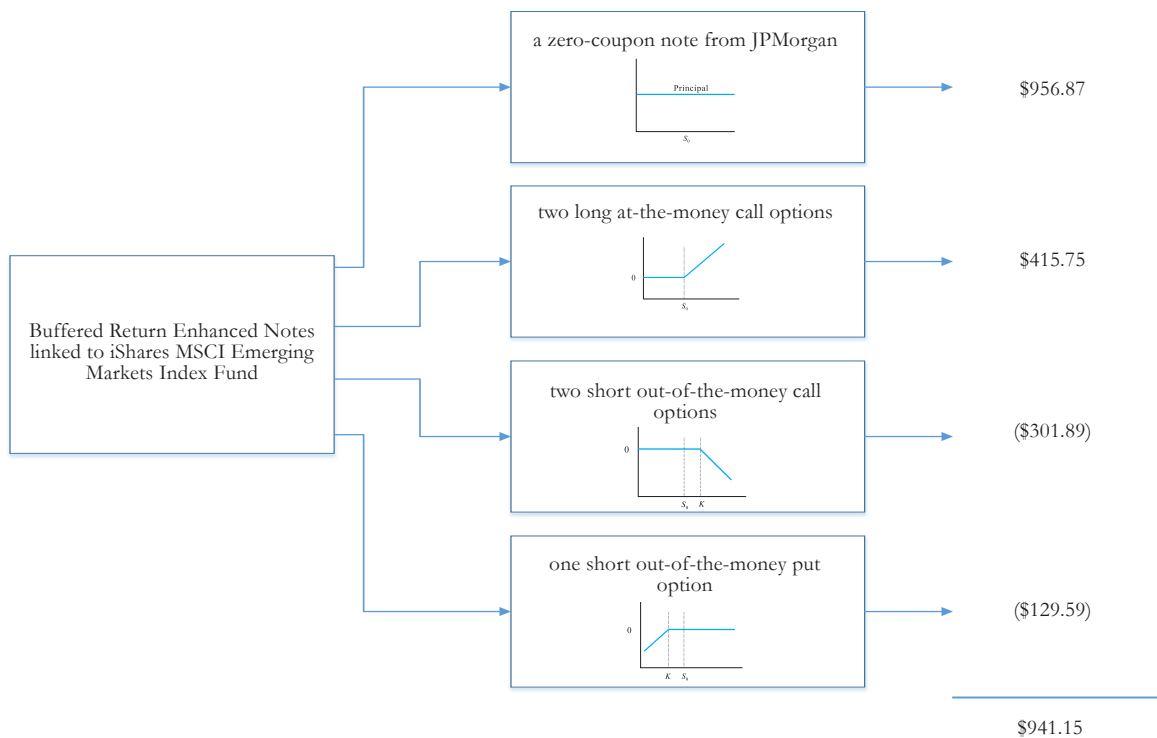 a zero-coupon note from JPMorgan
Principal
S0
$956.87
two long at-the-money call options
0
S0
$415.75
Buffered Return Enhanced Notes
linked to iShares MSCI Emerging
Markets Index Fund
two short out-of-the-money call
options
0
S0 K
($301.89)
one short out-of-the-money put
option
0
K S0
($129.59)
$941.15